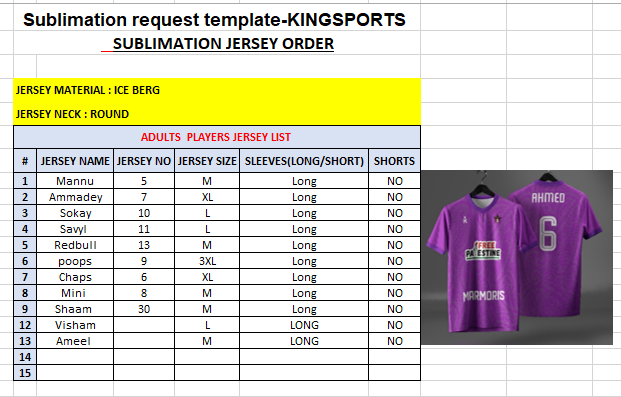 Sublimation request template-KINGSPORTS
SUBLIMATION JERSEY ORDER
JERSEY MATERIAL : ICE BERG
JERSEY NECK : ROUND
ADULTS PLAYERS JERSEY LIST
# JERSEY NAME JERSEY NO JERSEY SIZE SLEEVES(LONG/SHORT) SHORTS
1 Mannu 5 M Long NO
2 Ammadey 7 XL Long NO
3 Sokay 10 L Long NO
4 Savyl 11 L Long NO
5 Redbull 13 M Long NO
6 poops 9 3XL Long NO
7 Chaps 6 XL Long NO
8 Mini 8 M Long NO
9 Shaam 30 M Long NO
12 Visham L LONG NO
13 Ameel M LONG NO
14
15
AHMED
6
FREE
PALESTINE
MARMORIS